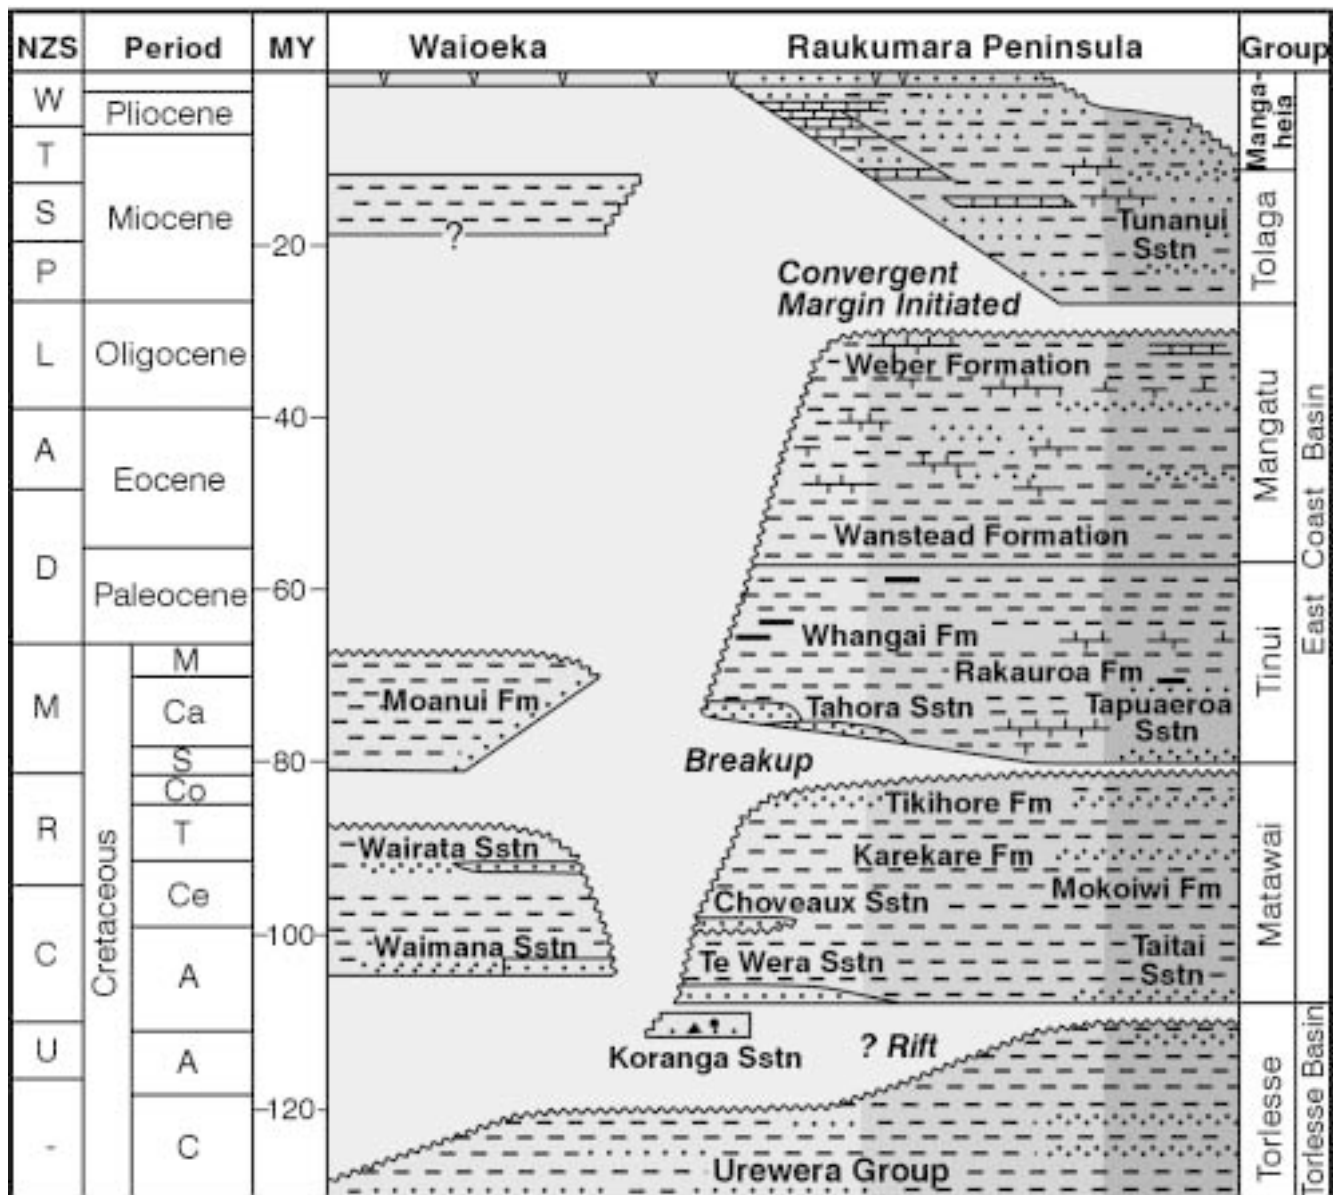 NZS Period MY Waioeka Raukumara Peninsula Group
W
Pliocene
T
S
Miocene
P
L
Oligocene
A
Eocene
D
Paleocene
M
R
C
U
-
Cretaceous
M
Ca
S
Co
T
Ce
A
A
C
20
40
60
80
100
120
?
Moanui Fm
Wairata Sstn
Waimana Sstn
Tunanui
Sstn
Convergent
Margin Initiated
Weber Formation
Wanstead Formation
Whangai Fm
Rakauroa Fm
Tahora Sstn
Tapuaeroa
Sstn
Breakup
Tikihore Fm
Karekare Fm
Mokoiwi Fm
Choveaux Sstn
Te Wera Sstn
Taitai
Sstn
Koranga Sstn
? Rift
Urewera Group
Manga-
heia
Tolaga
Mangatu
Tinui
Matawai
Torlesse
East Coast Basin
Torlesse Basin